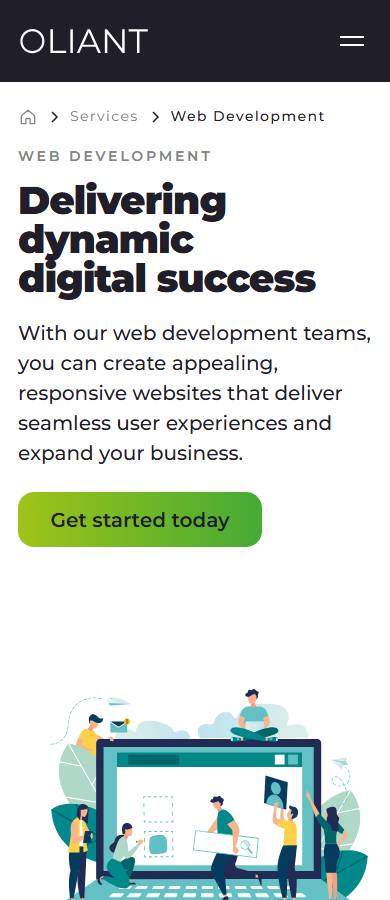 OLIANT
Services Web Development
WEB DEVELOPMENT
Delivering
dynamic
digital success
With our web development teams,
you can create appealing,
responsive websites that deliver
seamless user experiences and
expand your business.
Get started today